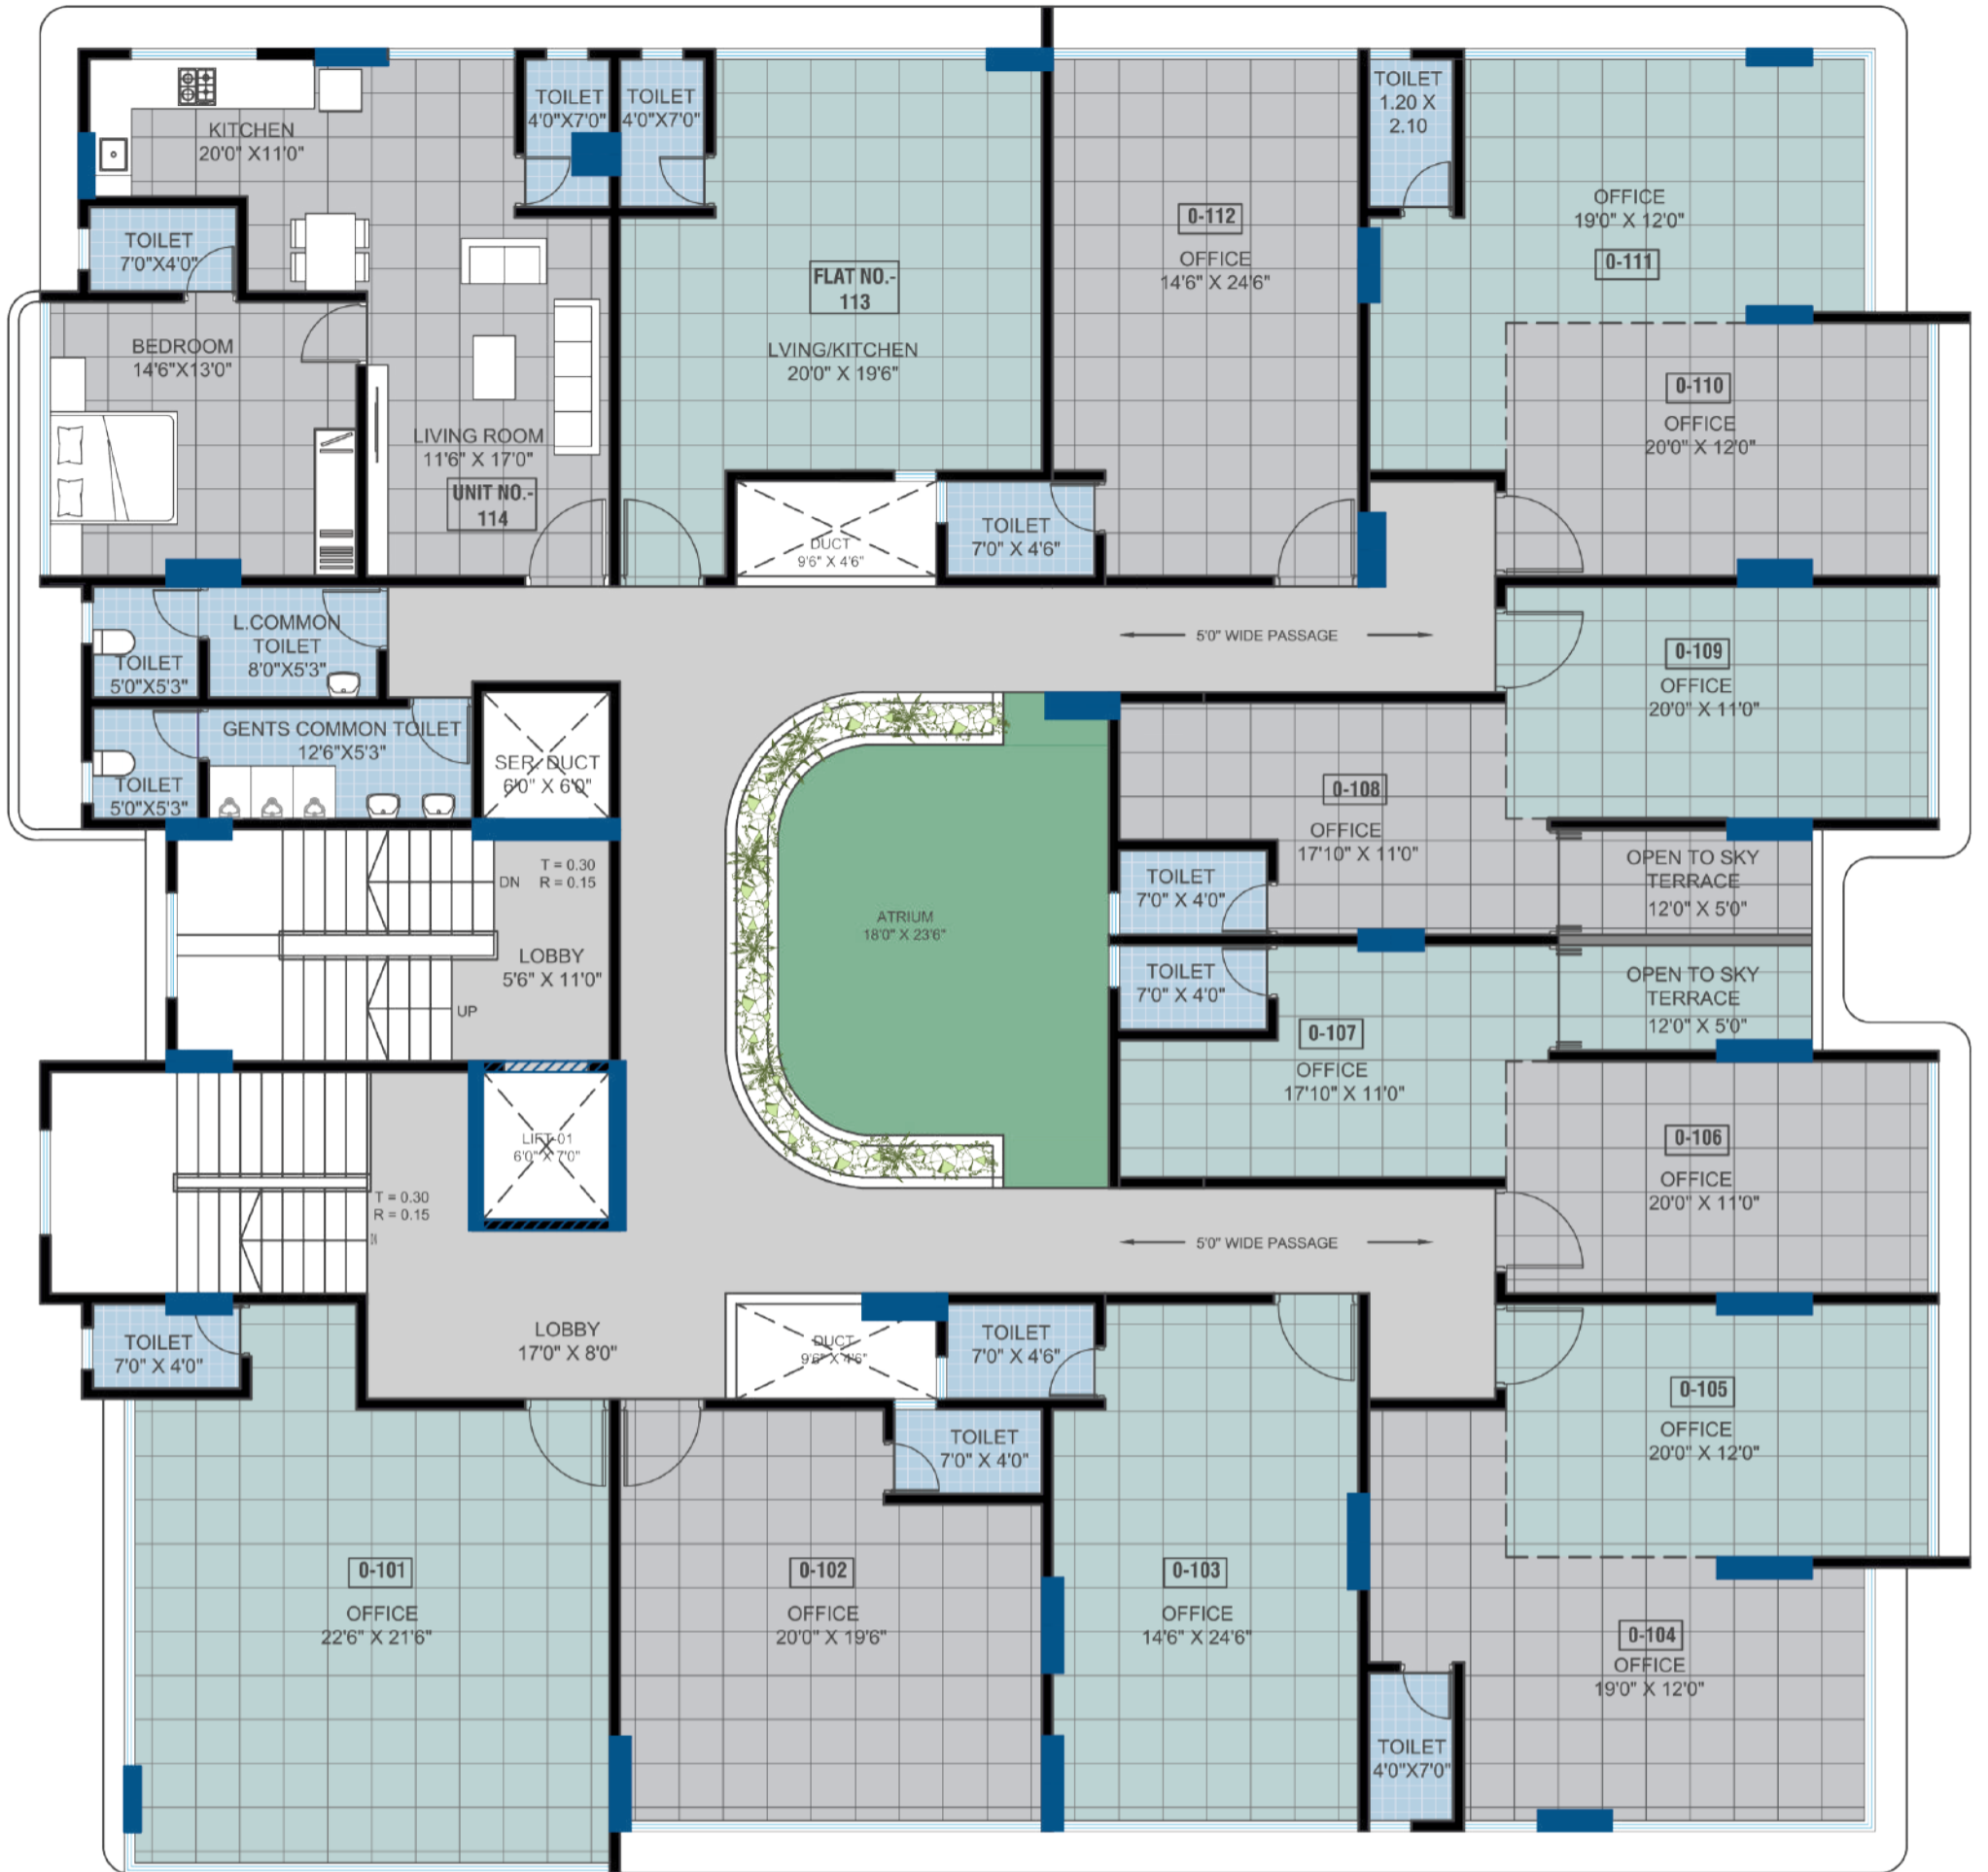 KITCHEN
20'0" X11'0"
TOILET
4'0"X7'0"
TOILET
4'0"X7'0"
TOILET
1.20 X
2.10
OFFICE
19'0" X 12'0"
0-111
0-112
OFFICE
14'6" X 24'6"
TOILET
7'0"X4'0"
FLAT NO.-
113
LVING/KITCHEN
20'0" X 19'6"
BEDROOM
14'6"X13'0"
0-110
OFFICE
20'0" X 12'0"
LIVING ROOM
11'6" X 17'0"
UNIT NO.-
114
DUCT
9'6" X 4'6"
TOILET
7'0" X 4'6"
L.COMMON
TOILET
8'0"X5'3"
TOILET
5'0"X5'3"
5'0" WIDE PASSAGE
0-109
OFFICE
20'0" X 11'0"
GENTS COMMON TOILET
12'6"X5'3"
TOILET
5'0"X5'3"
SER. DUCT
6'0" X 6'0"
0-108
OFFICE
17'10" X 11'0"
T = 0.30
R = 0.15
DN
TOILET
7'0" X 4'0"
OPEN TO SKY
TERRACE
12'0" X 5'0"
ATRIUM
18'0" X 23'6"
LOBBY
5'6" X 11'0"
UP
TOILET
7'0" X 4'0"
OPEN TO SKY
TERRACE
12'0" X 5'0"
0-107
OFFICE
17'10" X 11'0"
LIFT-01
6'0" X 7'0"
0-106
OFFICE
20'0" X 11'0"
T = 0.30
R = 0.15
5'0" WIDE PASSAGE
LOBBY
17'0" X 8'0"
TOILET
7'0" X 4'0"
DUCT
9'6" X 4'6"
TOILET
7'0" X 4'6"
0-105
OFFICE
20'0" X 12'0"
TOILET
7'0" X 4'0"
0-101
OFFICE
22'6" X 21'6"
0-102
OFFICE
20'0" X 19'6"
0-103
OFFICE
14'6" X 24'6"
0-104
OFFICE
19'0" X 12'0"
TOILET
4'0"X7'0"